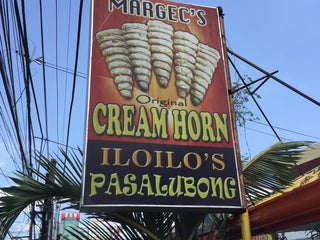 MARGEC'S
Original
CREAM HORN
ILOILO'S
PASALUBONG